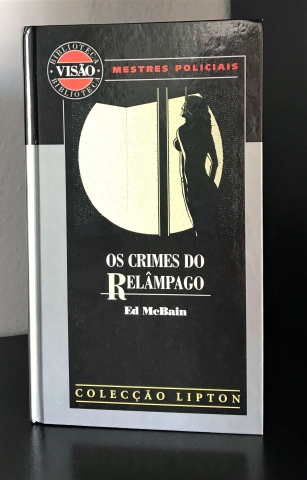 BIBLIOTECA
VISÃO
BIBLIOTECA
MESTRES POLICIAIS
OS CRIMES DO
RELÂMPAGO
Ed McBain
COLECÇÃO LIPTON